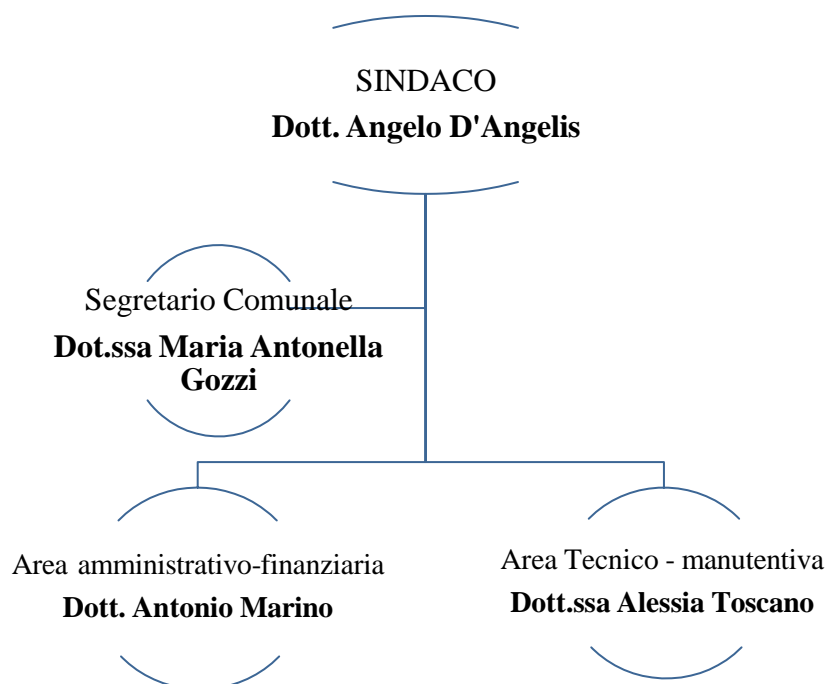 SINDACO
Dott. Angelo D'Angelis
Segretario Comunale
Dot.ssa Maria Antonella
Gozzi
Area amministrativo-finanziaria
Dott. Antonio Marino
Area Tecnico - manutentiva
Dott.ssa Alessia Toscano